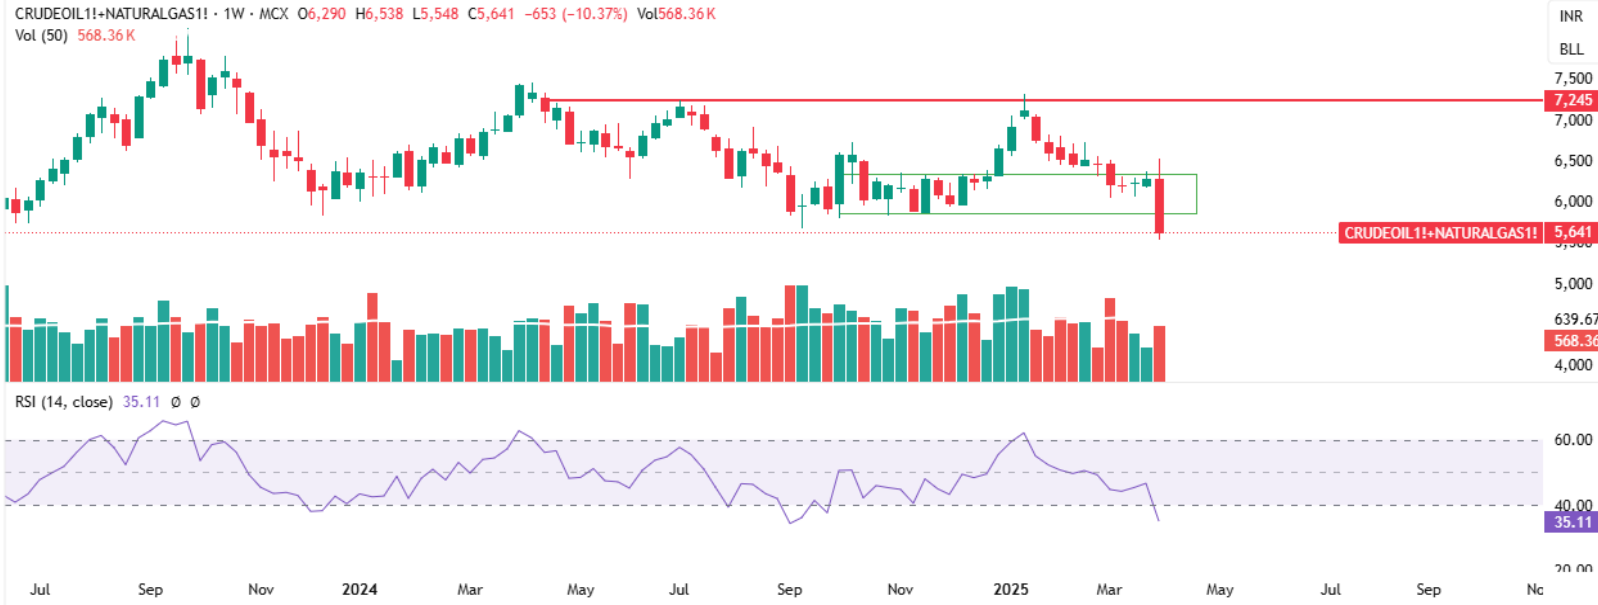 CRUDEOIL1!+NATURALGAS1! · 1W · MCX O6,290 H6,538 L5,548 C5,641 −653 (−10.37%) Vol568.36K
INR
Vol (50) 568.36K
BLL
7,500
7,245
7,000
6,500
6,000
CRUDEOIL1!+NATURALGAS1! 5,641
5,500
5,000
639.67
568.36
4,000
RSI (14, close) 35.11 Ø Ø
60.00
40.00
35.11
20.00
Jul Sep Nov 2024 Mar May Jul Sep Nov 2025 Mar May Jul Sep